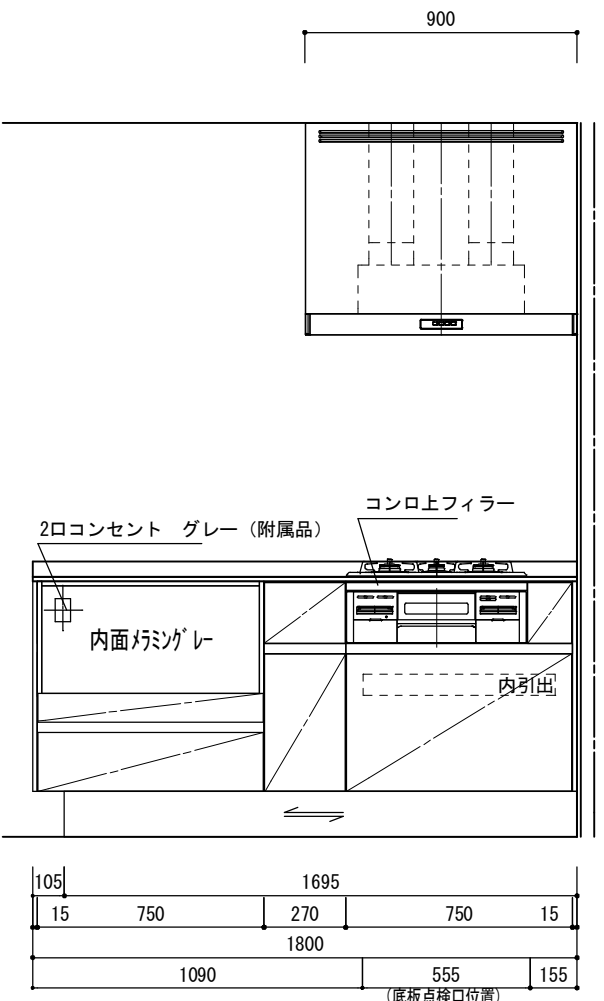 900
コンロ上フィラー
2口コンセント グレー（附属品）
内面メラミングレー
内引出
105 1695
15 750 270 750 15
1800
1090 555 155
（底板点検口位置）